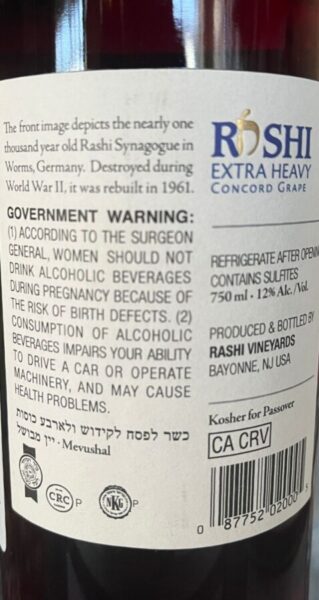 The front image depicts the nearly one
thousand year old Rashi Synagogue in
Worms, Germany. Destroyed during
World War II, it was rebuilt in 1961.
GOVERNMENT WARNING:
(1) ACCORDING TO THE SURGEON
GENERAL, WOMEN SHOULD NOT
DRINK ALCOHOLIC BEVERAGES
DURING PREGNANCY BECAUSE OF
THE RISK OF BIRTH DEFECTS. (2)
CONSUMPTION OF ALCOHOLIC
BEVERAGES IMPAIRS YOUR ABILITY
TO DRIVE A CAR OR OPERATE
MACHINERY, AND MAY CAUSE
HEALTH PROBLEMS.
כשר לפסח לקידוש ולארבע כוסות
יין מבושל · Mevushal
CRC P
NKG P
RASHI
EXTRA HEAVY
CONCORD GRAPE
REFRIGERATE AFTER
CONTAINS SULFITES
750 ml · 12% Alc. / Vol.
PRODUCED & BOTTLED BY
RASHI VINEYARDS
BAYONNE, NJ USA
Kosher for Passover
CA CRV
0 87752 02000 5